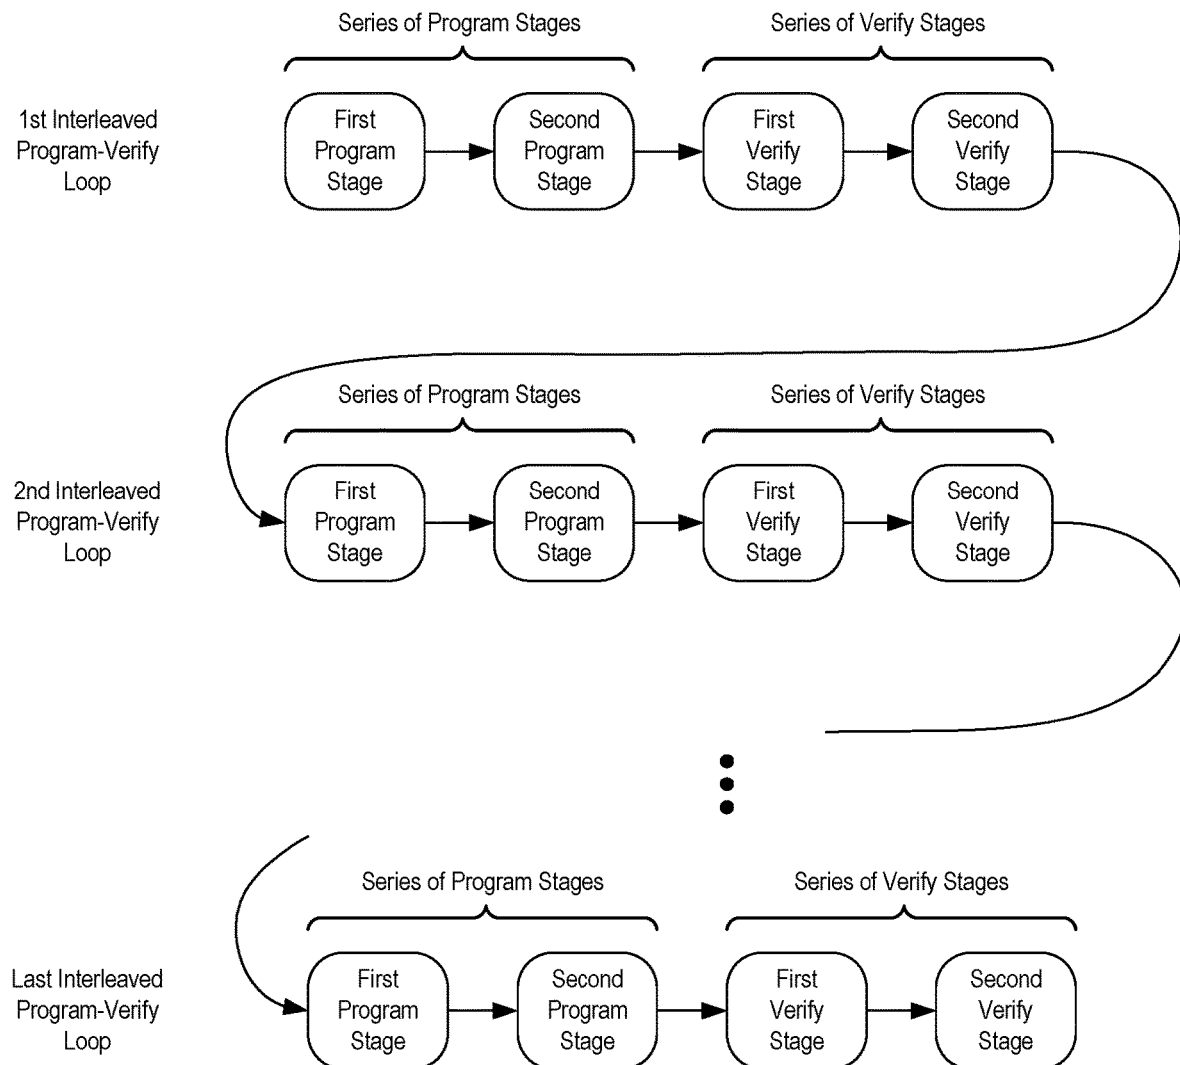 Series of Program Stages
Series of Verify Stages
1st Interleaved
Program-Verify
Loop
First
Program
Stage
Second
Program
Stage
First
Verify
Stage
Second
Verify
Stage
Series of Program Stages
Series of Verify Stages
2nd Interleaved
Program-Verify
Loop
First
Program
Stage
Second
Program
Stage
First
Verify
Stage
Second
Verify
Stage
Series of Program Stages
Series of Verify Stages
Last Interleaved
Program-Verify
Loop
First
Program
Stage
Second
Program
Stage
First
Verify
Stage
Second
Verify
Stage